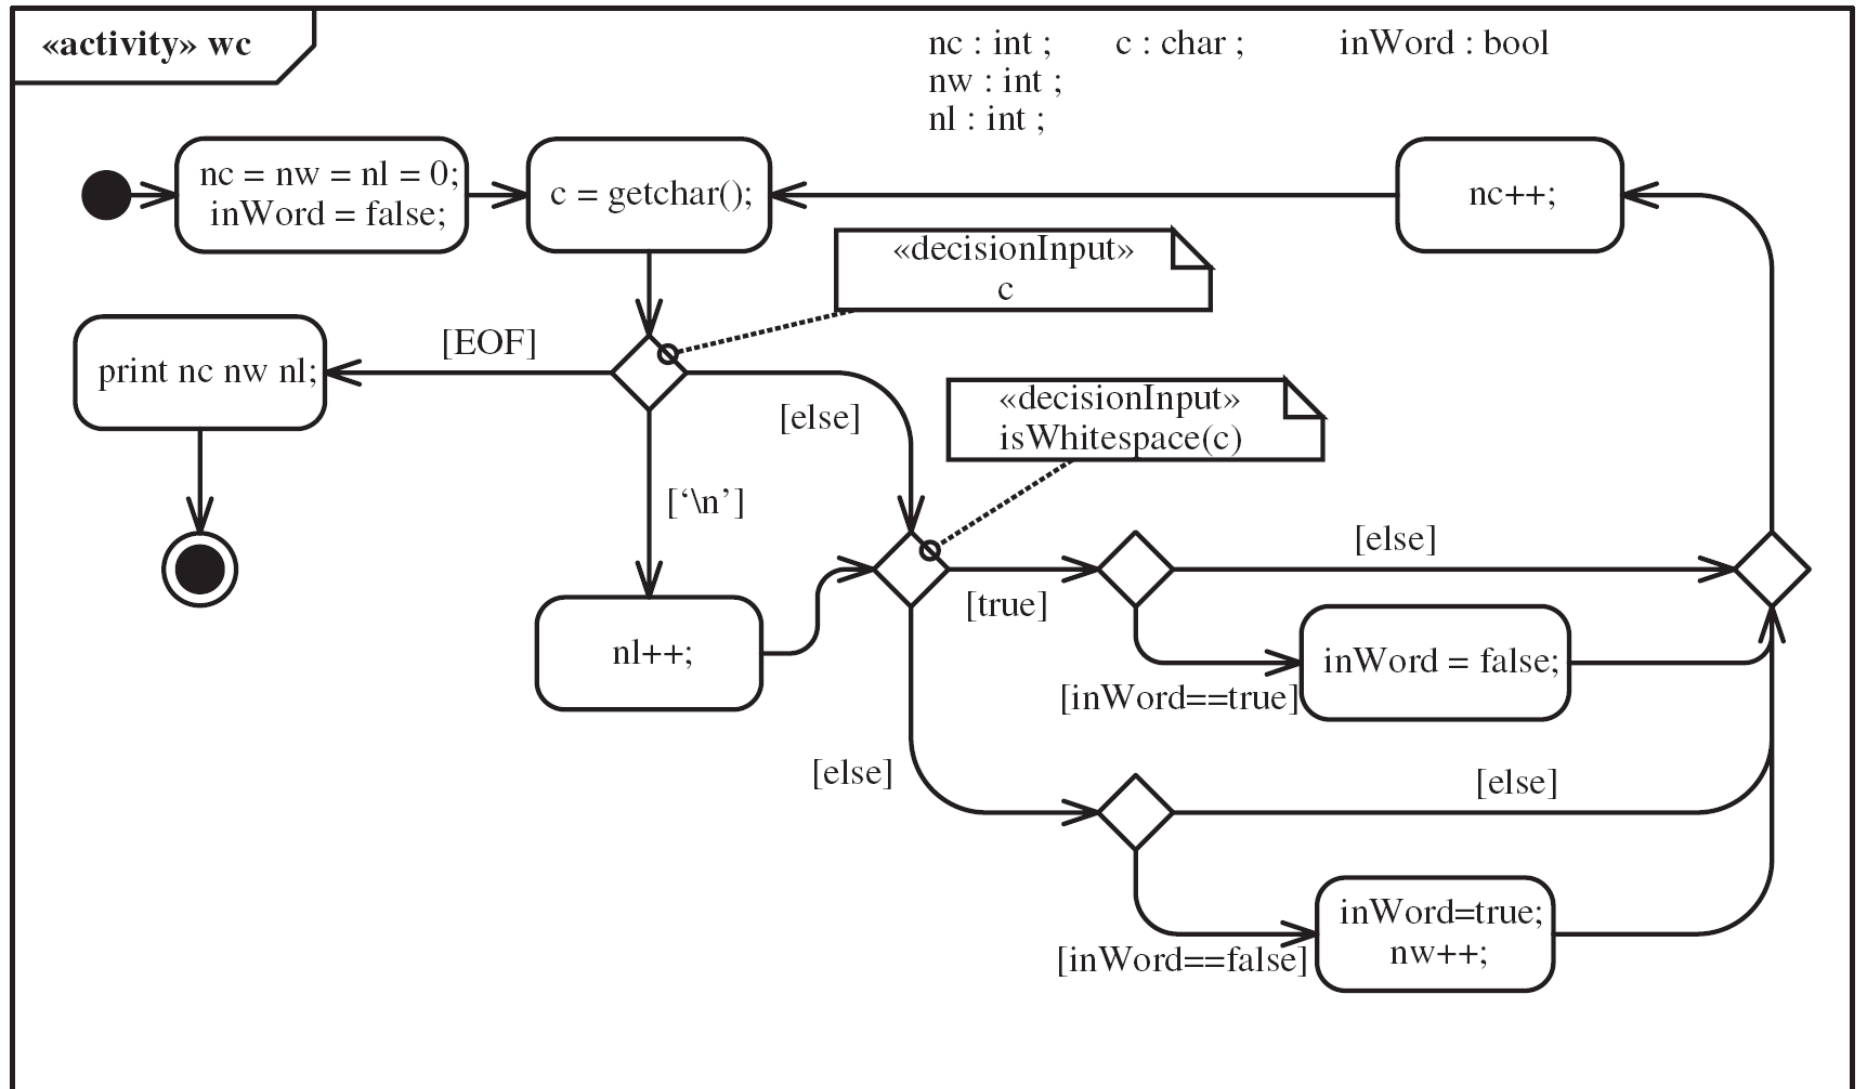 «activity» wc
nc : int ; c : char ; inWord : bool
nw : int ;
nl : int ;
nc = nw = nl = 0;
inWord = false;
c = getchar();
nc++;
«decisionInput»
c
[EOF]
print nc nw nl;
[else]
«decisionInput»
isWhitespace(c)
[‘\n’]
[else]
[true]
nl++;
inWord = false;
[inWord==true]
[else]
[else]
inWord=true;
nw++;
[inWord==false]